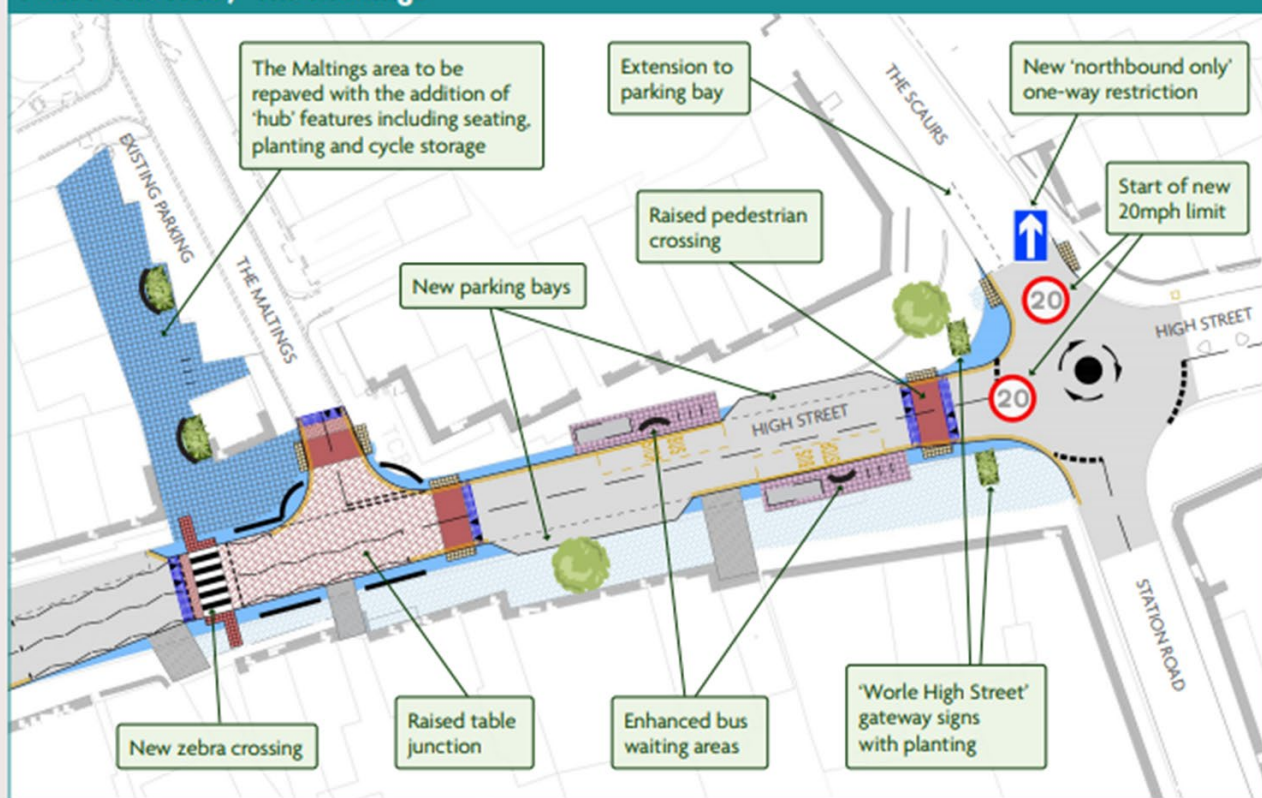 The Maltings area to be
repaved with the addition of
‘hub’ features including seating,
planting and cycle storage
Extension to
parking bay
New ‘northbound only’
one-way restriction
Start of new
20mph limit
Raised pedestrian
crossing
New parking bays
THE SCAURS
EXISTING PARKING
THE MALTINGS
20
20
HIGH STREET
HIGH STREET
BUS
BUS
STATION ROAD
New zebra crossing
Raised table
junction
Enhanced bus
waiting areas
‘Worle High Street’
gateway signs
with planting